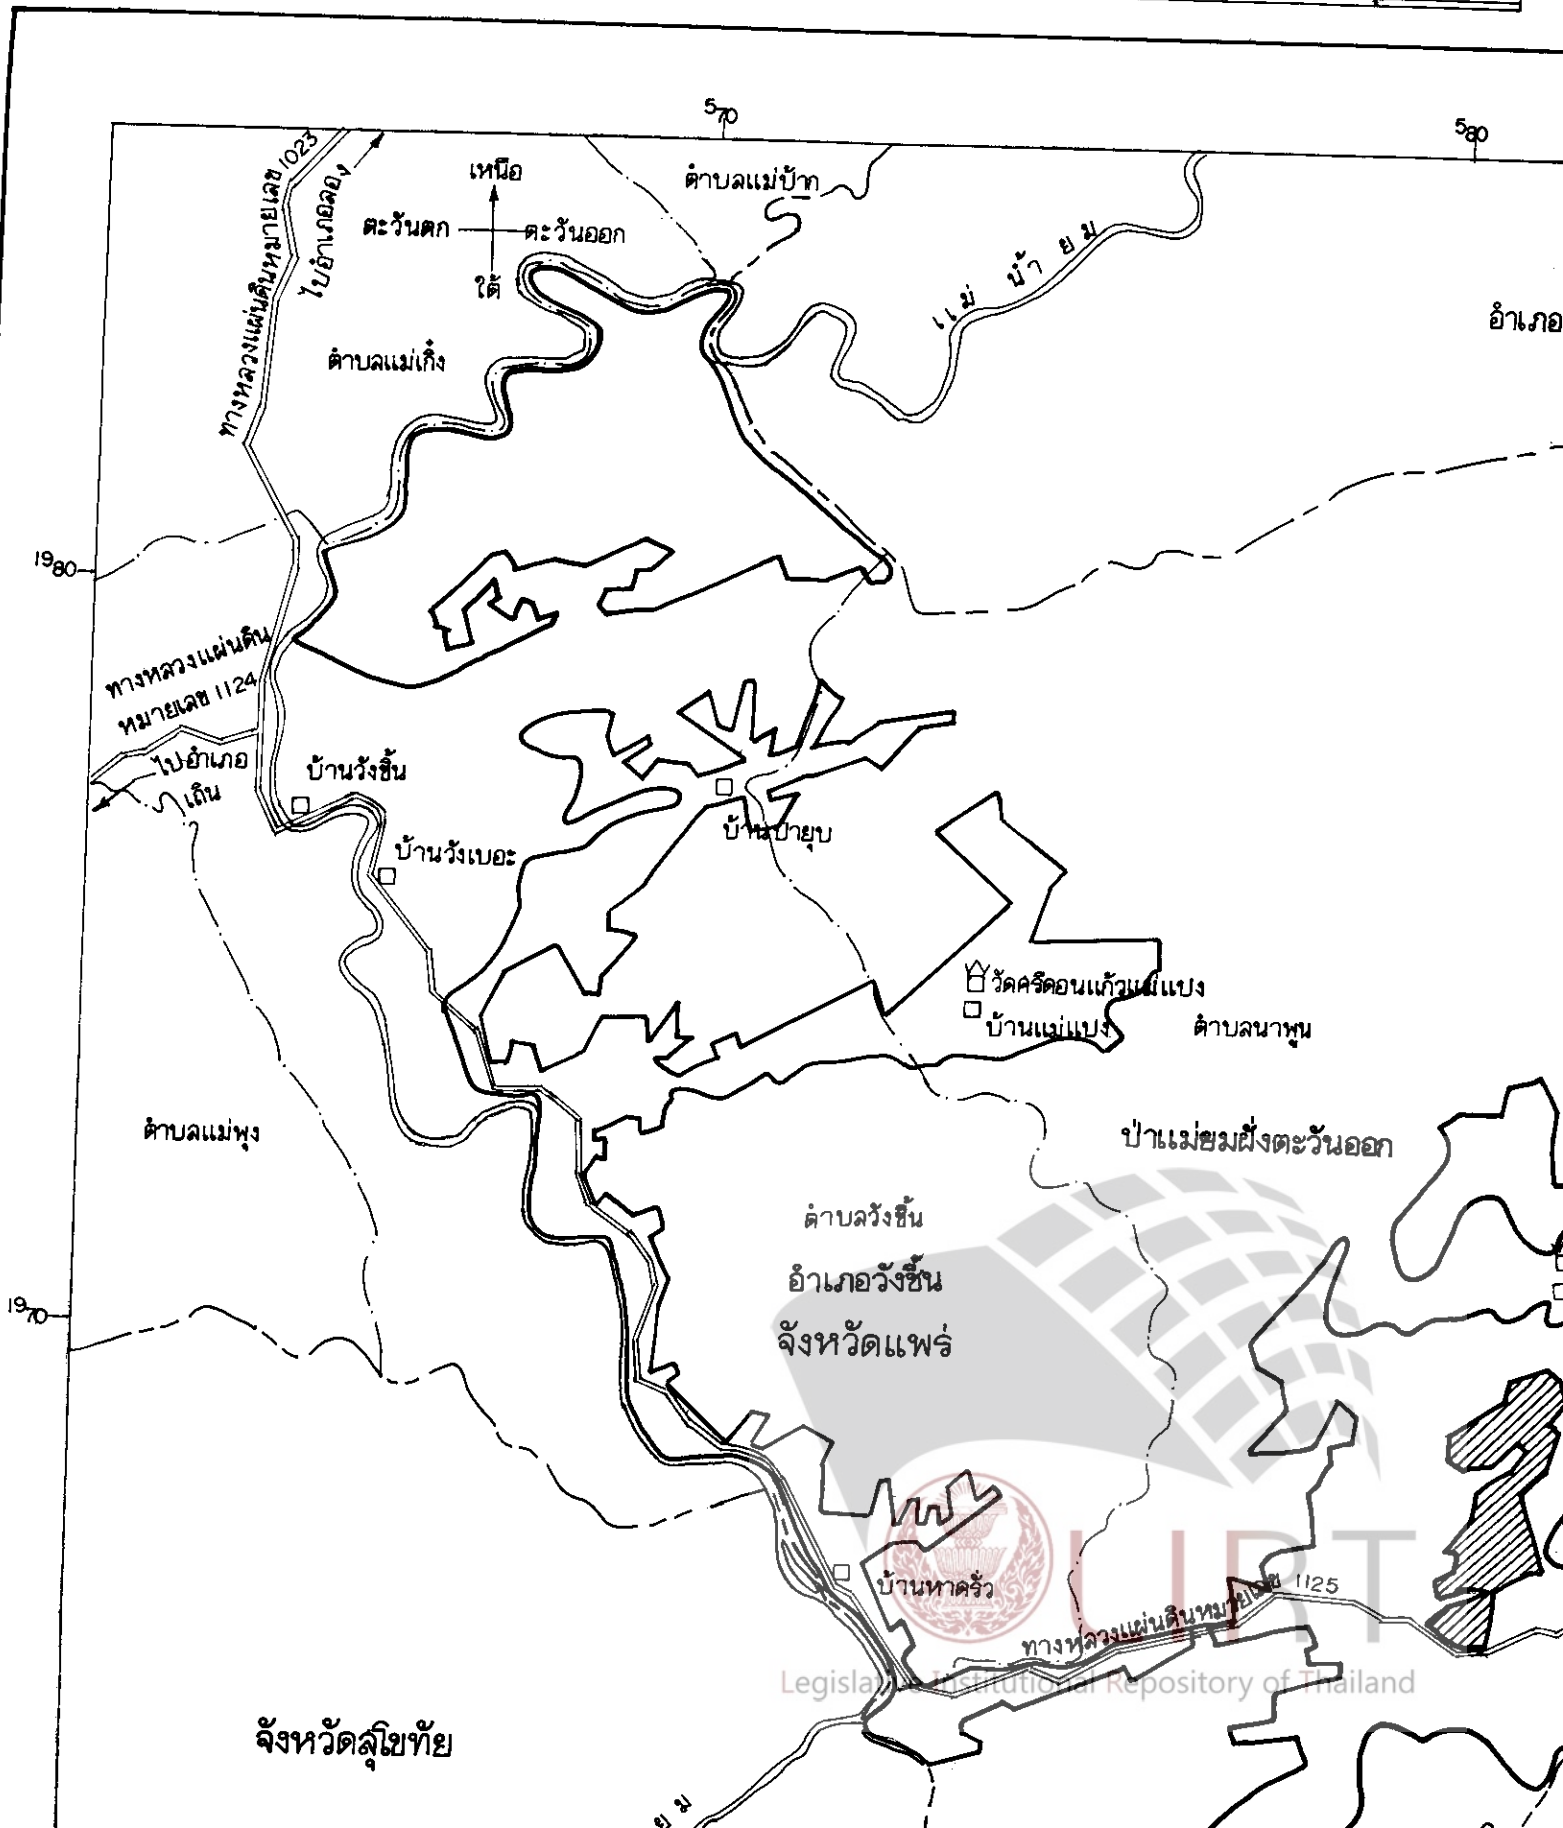 570
580
ทางหลวงแผ่นดินหมายเลข 1023
ไปอำเภอลอง
เหนือ
ตะวันตก
ตะวันออก
ใต้
ตำบลแม่ป้าก
แม่น้ำยม
อำเภอ
ตำบลแม่เกิ๋ง
1980
ทางหลวงแผ่นดิน
หมายเลข 1124
ไปอำเภอ
เถิน
บ้านวังชิ้น
บ้านวังเบอะ
บ้านป่ายุบ
วัดศรีดอนแก้วแม่แปง
บ้านแม่แปง
ตำบลนาพูน
ตำบลแม่พุง
ป่าแม่ยมฝั่งตะวันออก
ตำบลวังชิ้น
อำเภอวังชิ้น
จังหวัดแพร่
1970
บ้านหาดรั่ว
ทางหลวงแผ่นดินหมายเลข 1125
LIRT
Legislative Institutional Repository of Thailand
จังหวัดสุโขทัย
ยม